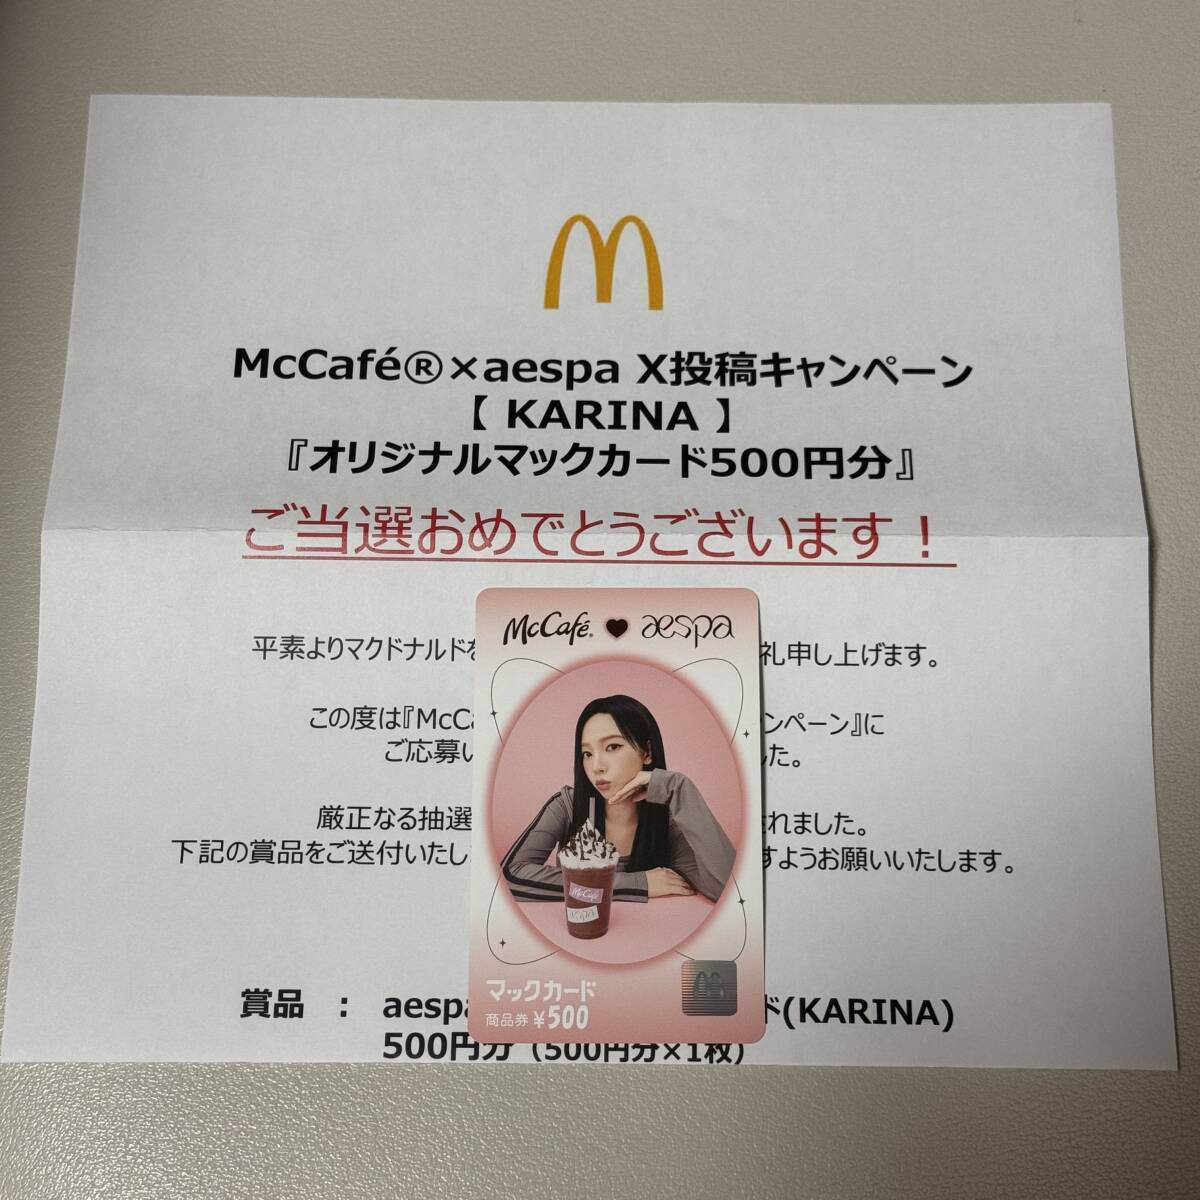 McCafé®×aespa X投稿キャンペーン
【 KARINA 】
『オリジナルマックカード500円分』
ご当選おめでとうございます！
平素よりマクドナルドを 礼申し上げます。
この度は『McCa ンペーン』に
ご応募い した。
厳正なる抽選 れました。
下記の賞品をご送付いたし すようお願いいたします。
賞品 ： aespa ド(KARINA)
500円分（500円分×1枚）
McCafé® ♥ aespa
McCafé
aespa
マックカード
商品券 ¥500